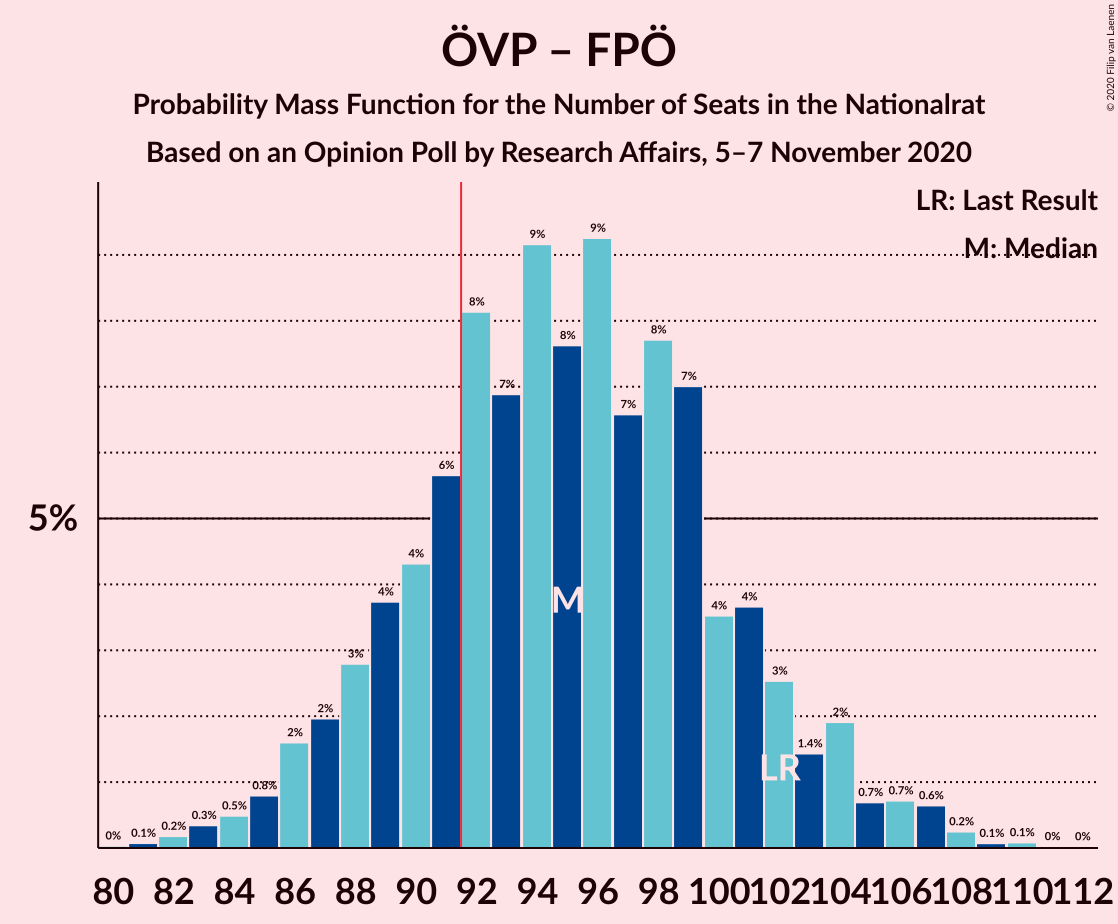 ÖVP – FPÖ
Probability Mass Function for the Number of Seats in the Nationalrat
Based on an Opinion Poll by Research Affairs, 5–7 November 2020
© 2020 Filip van Laenen
LR: Last Result
M: Median
5%
0% 0.1% 0.2% 0.3% 0.5% 0.8% 2% 2% 3% 4% 4% 6% 8% 7% 9% 8% 9% 7% 8% 7% 4% 4% 3% 1.4% 2% 0.7% 0.7% 0.6% 0.2% 0.1% 0.1% 0% 0%
M
LR
80 82 84 86 88 90 92 94 96 98 100 102 104 106 108 110 112